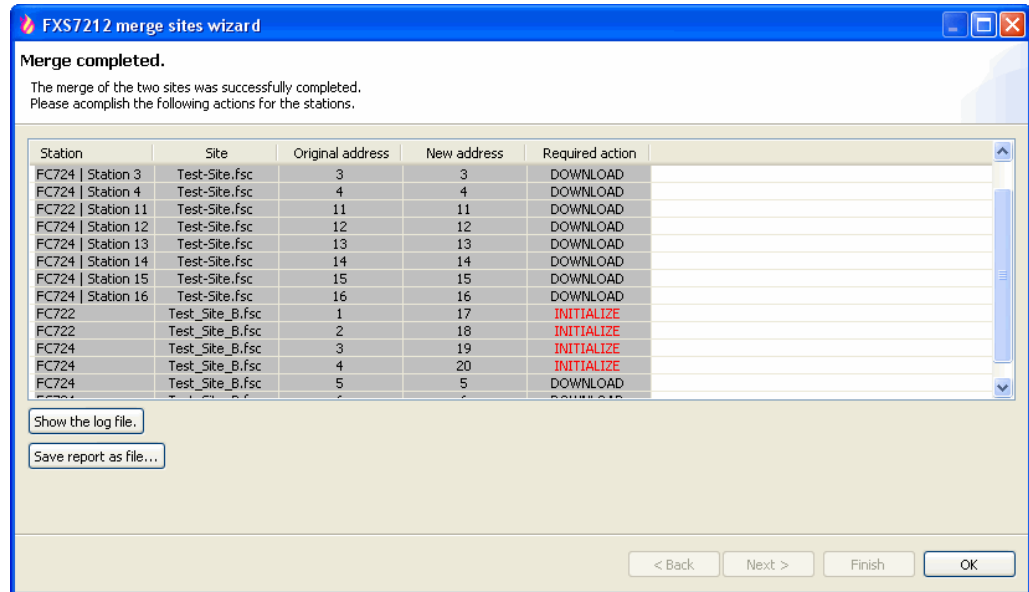 FXS7212 merge sites wizard
Merge completed.
The merge of the two sites was successfully completed.
Please acomplish the following actions for the stations.
Station Site Original address New address Required action
FC724 | Station 3 Test-Site.fsc 3 3 DOWNLOAD
FC724 | Station 4 Test-Site.fsc 4 4 DOWNLOAD
FC722 | Station 11 Test-Site.fsc 11 11 DOWNLOAD
FC724 | Station 12 Test-Site.fsc 12 12 DOWNLOAD
FC724 | Station 13 Test-Site.fsc 13 13 DOWNLOAD
FC724 | Station 14 Test-Site.fsc 14 14 DOWNLOAD
FC724 | Station 15 Test-Site.fsc 15 15 DOWNLOAD
FC724 | Station 16 Test-Site.fsc 16 16 DOWNLOAD
FC722 Test_Site_B.fsc 1 17 INITIALIZE
FC722 Test_Site_B.fsc 2 18 INITIALIZE
FC724 Test_Site_B.fsc 3 19 INITIALIZE
FC724 Test_Site_B.fsc 4 20 INITIALIZE
FC724 Test_Site_B.fsc 5 5 DOWNLOAD
Show the log file.
Save report as file...
< Back Next > Finish OK